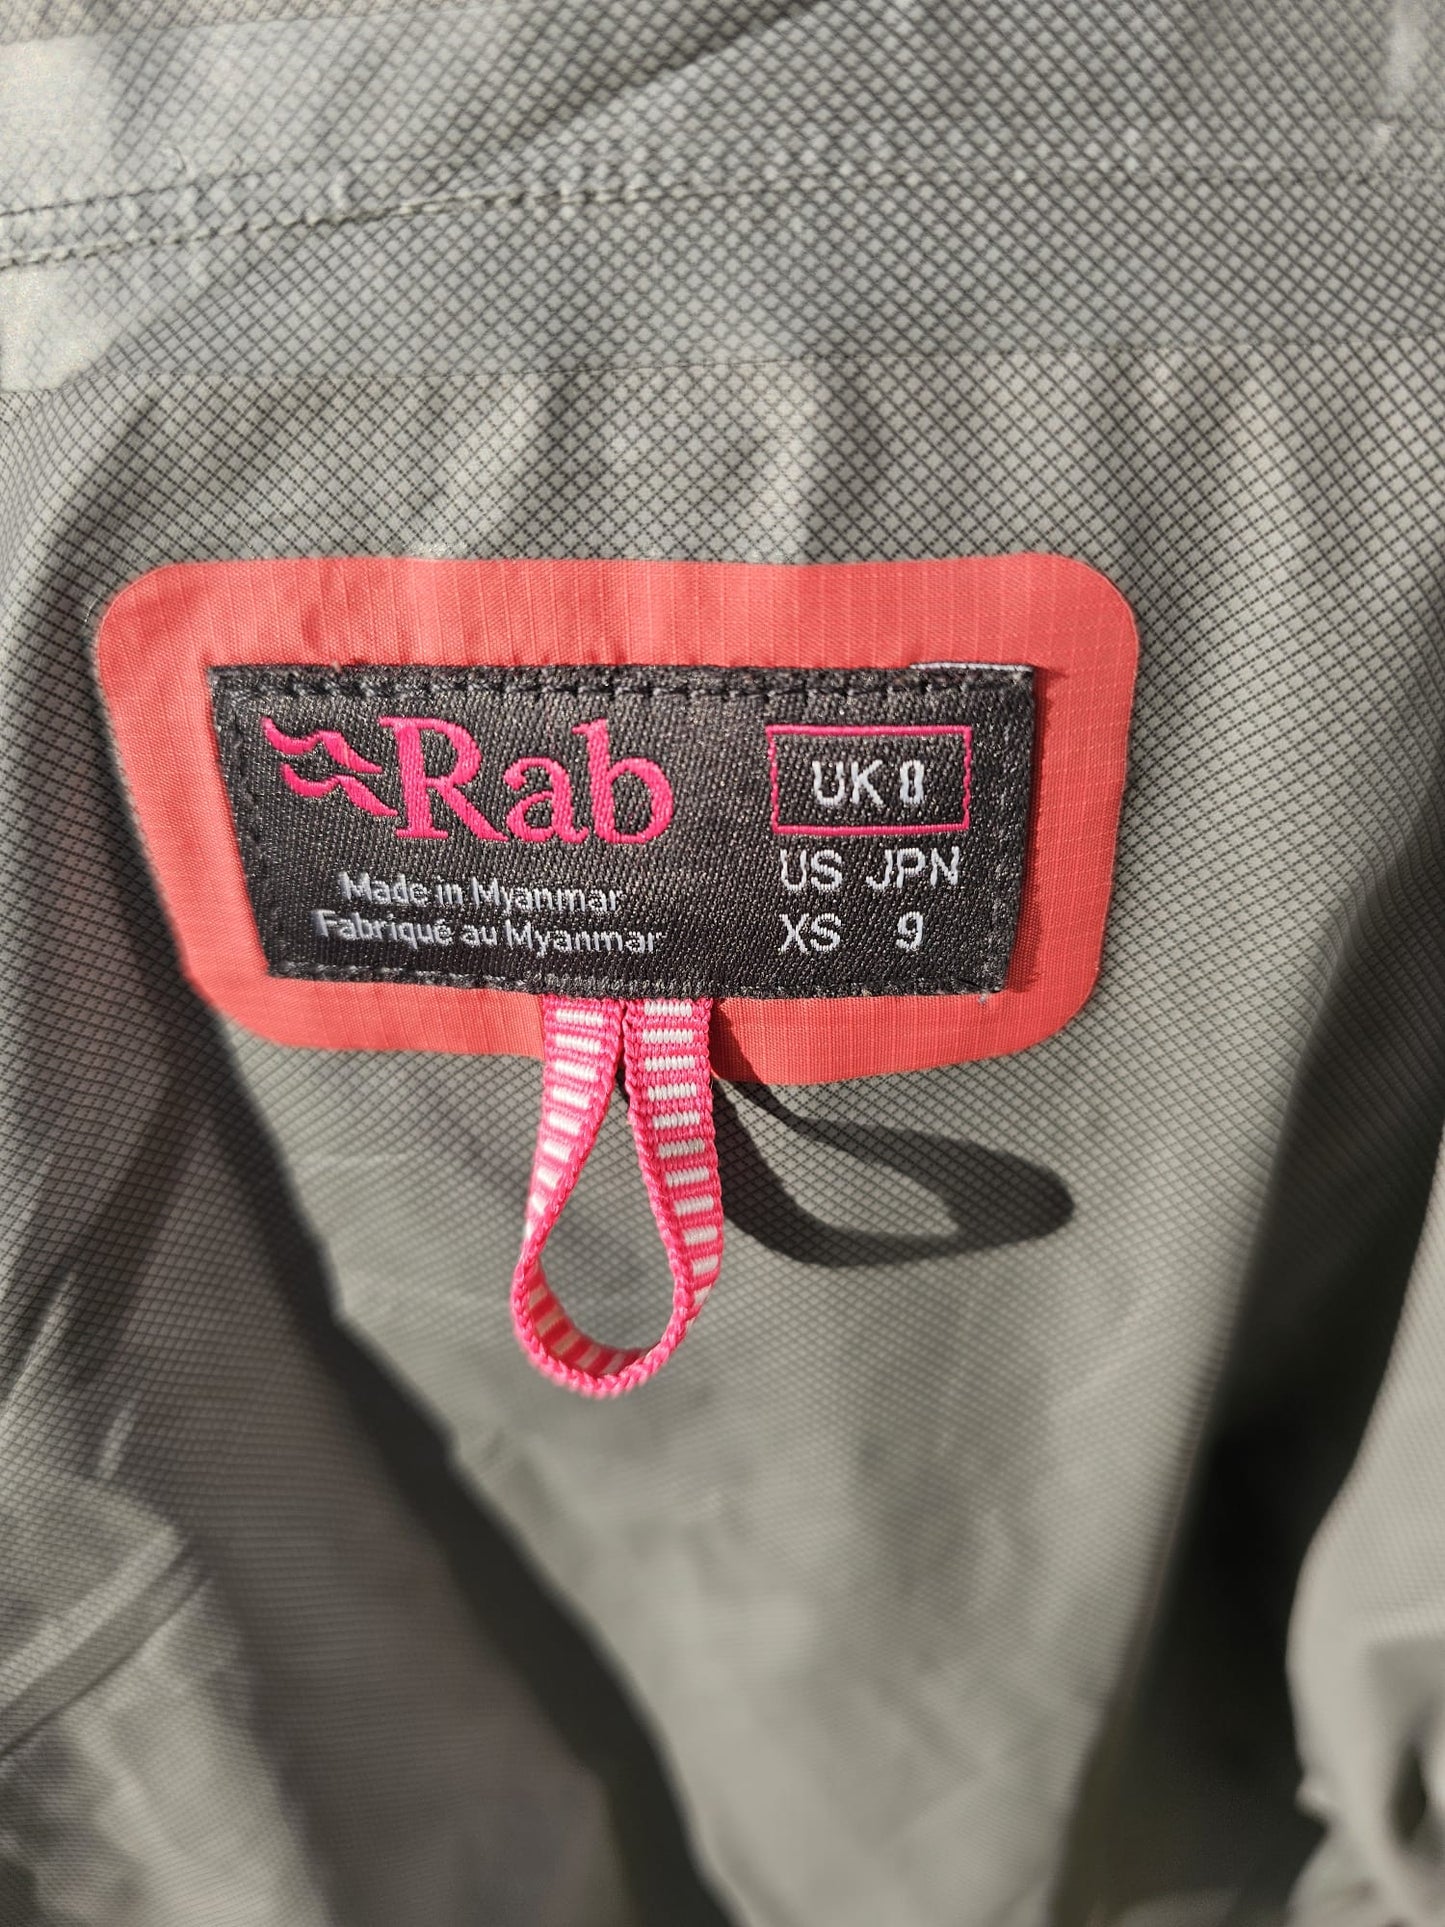 Rab
Made in Myanmar
Fabriqué au Myanmar
UK 8
US JPN
XS 9